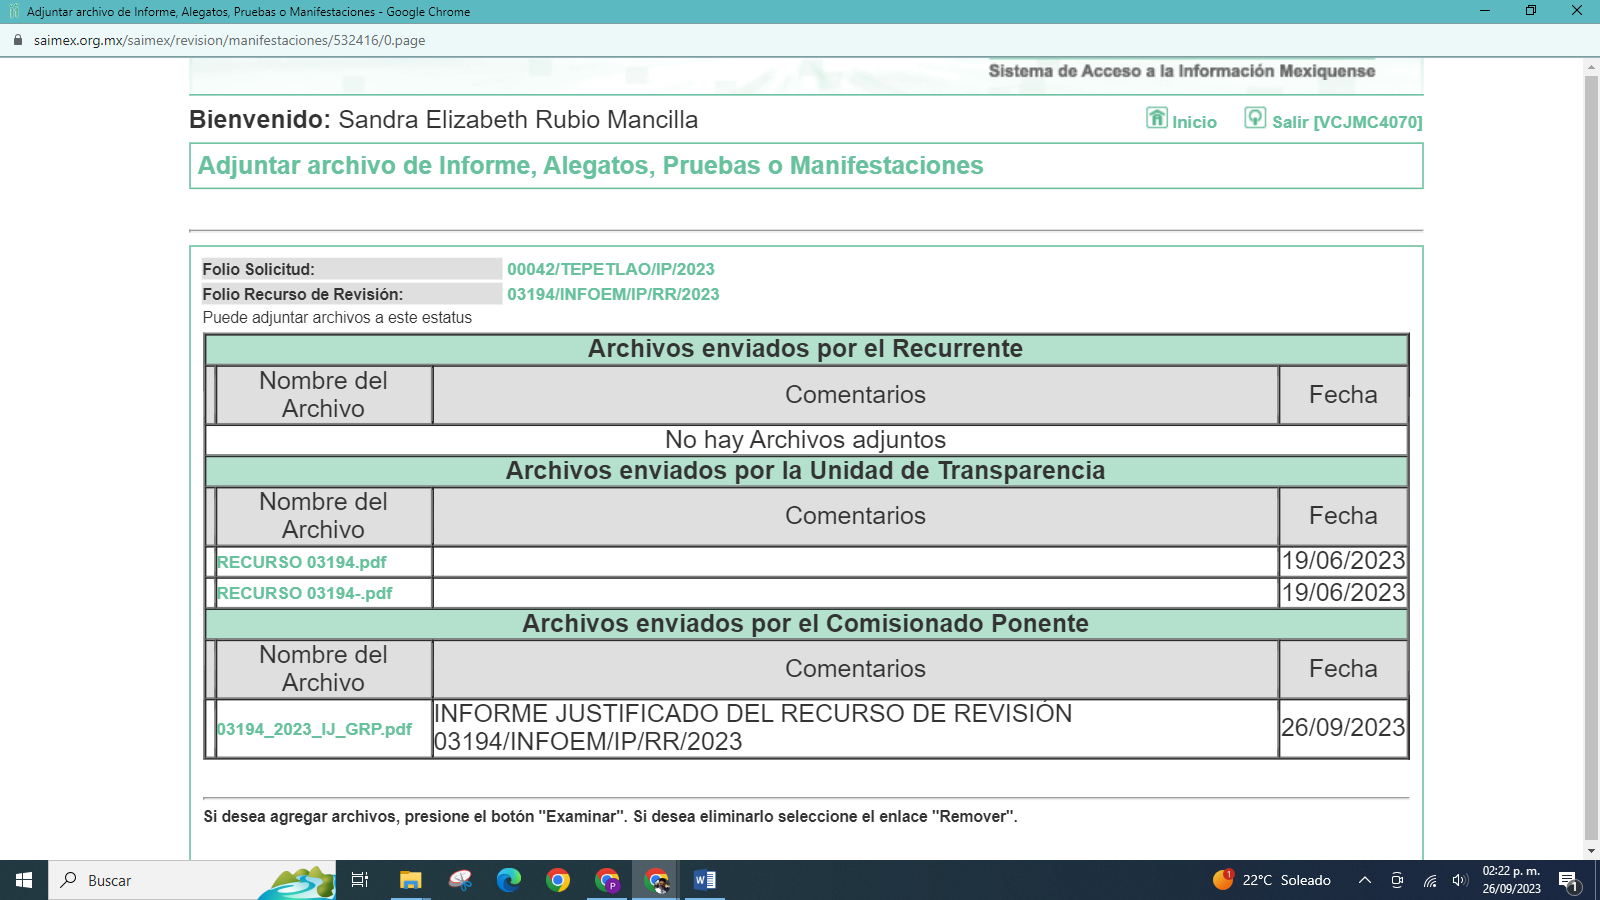 Adjuntar archivo de Informe, Alegatos, Pruebas o Manifestaciones - Google Chrome
saimex.org.mx/saimex/revision/manifestaciones/532416/0.page
Sistema de Acceso a la Información Mexiquense
Bienvenido: Sandra Elizabeth Rubio Mancilla
Inicio
Salir [VCJMC4070]
Adjuntar archivo de Informe, Alegatos, Pruebas o Manifestaciones
Folio Solicitud: 00042/TEPETLAO/IP/2023
Folio Recurso de Revisión: 03194/INFOEM/IP/RR/2023
Puede adjuntar archivos a este estatus
Archivos enviados por el Recurrente
Nombre del
Archivo
Comentarios
Fecha
No hay Archivos adjuntos
Archivos enviados por la Unidad de Transparencia
Nombre del
Archivo
Comentarios
Fecha
RECURSO 03194.pdf 19/06/2023
RECURSO 03194-.pdf 19/06/2023
Archivos enviados por el Comisionado Ponente
Nombre del
Archivo
Comentarios
Fecha
03194_2023_IJ_GRP.pdf
INFORME JUSTIFICADO DEL RECURSO DE REVISIÓN
03194/INFOEM/IP/RR/2023
26/09/2023
Si desea agregar archivos, presione el botón "Examinar". Si desea eliminarlo seleccione el enlace "Remover".
Buscar
P
W
1
22°C Soleado
02:22 p. m.
26/09/2023
1